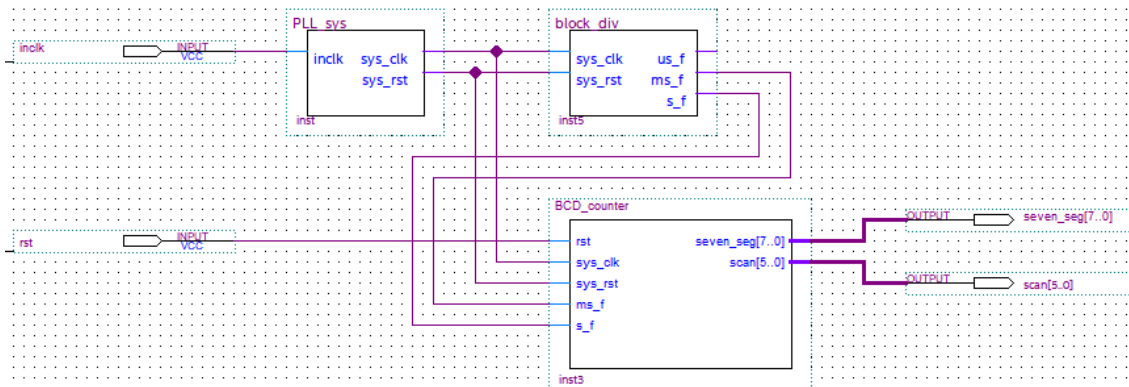 PLL_sys
block_div
inclk
INPUT
VCC
inclk
sys_clk
sys_rst
inst
sys_clk
sys_rst
us_f
ms_f
s_f
inst5
BCD_counter
rst
INPUT
VCC
rst
sys_clk
sys_rst
ms_f
s_f
seven_seg[7..0]
scan[5..0]
inst3
OUTPUT
seven_seg[7..0]
OUTPUT
scan[5..0]